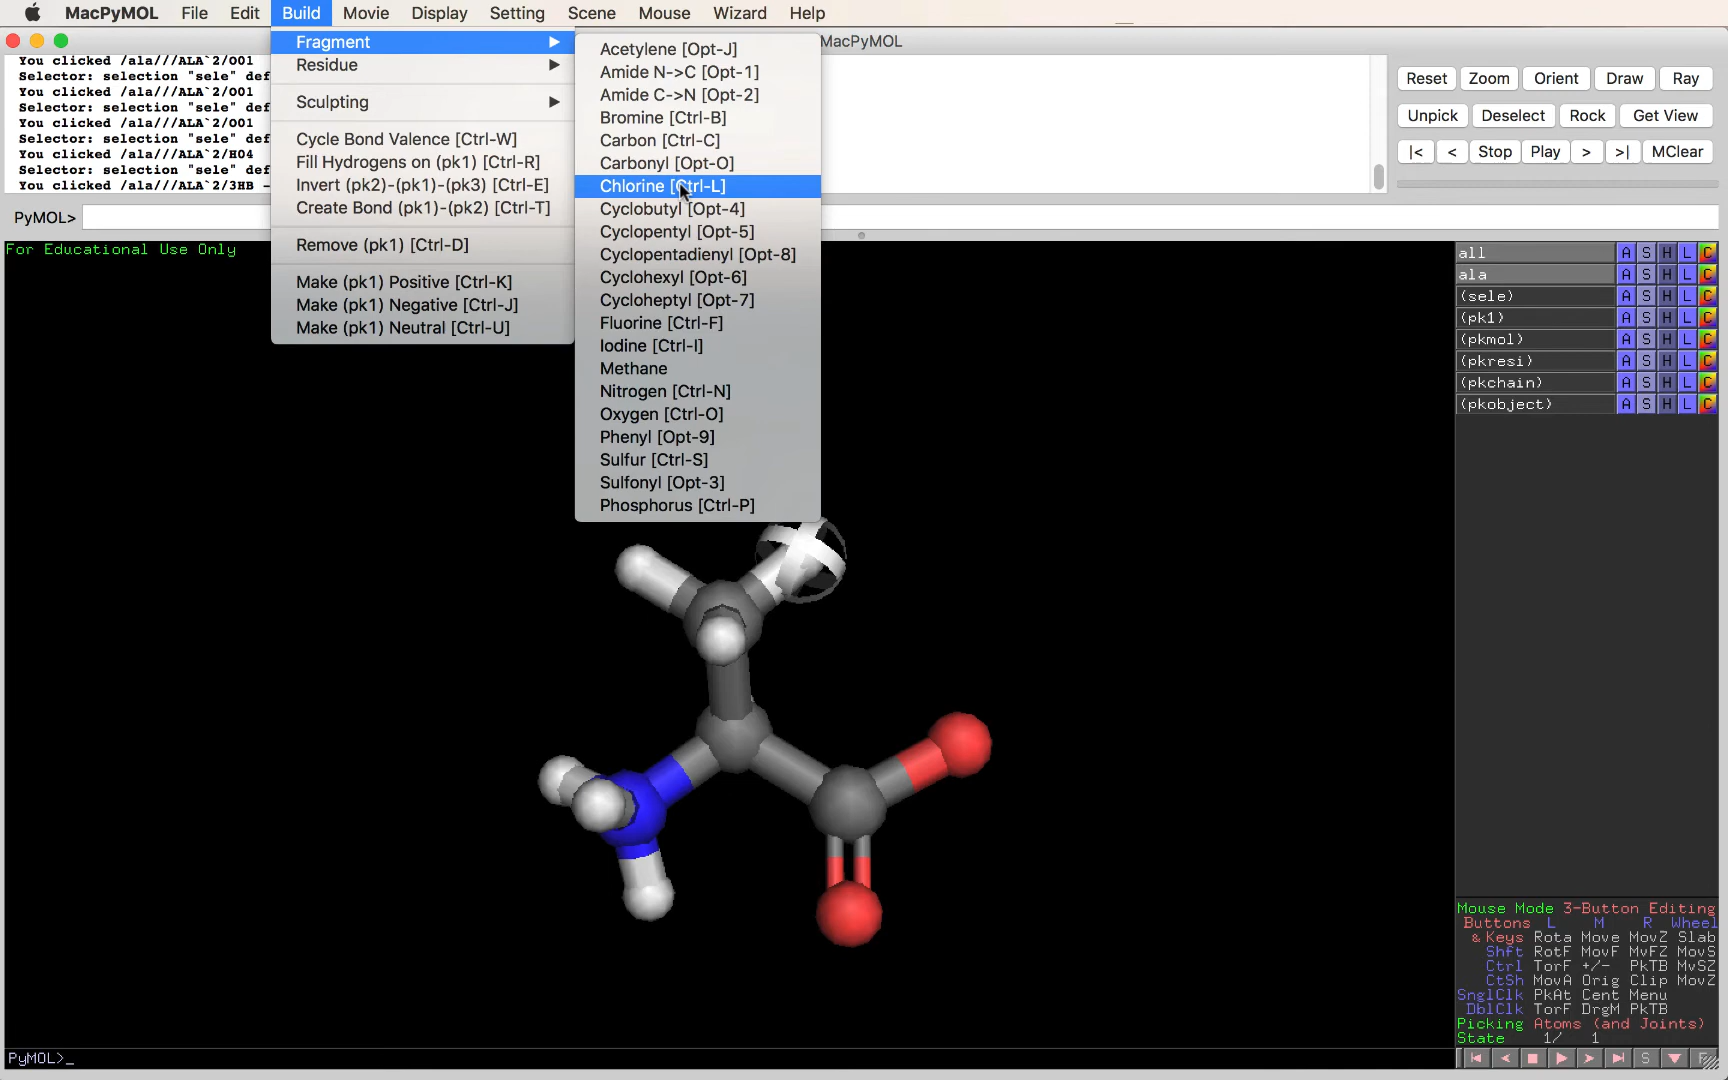 MacPyMOL File Edit Build Movie Display Setting Scene Mouse Wizard Help
MacPyMOL
You clicked /ala///ALA`2/OO1
Selector: selection "sele" def
You clicked /ala///ALA`2/OO1
Selector: selection "sele" def
You clicked /ala///ALA`2/OO1
Selector: selection "sele" def
You clicked /ala///ALA`2/H04
Selector: selection "sele" def
You clicked /ala///ALA`2/3HB -
PyMOL>
Fragment
Residue
Sculpting
Cycle Bond Valence [Ctrl-W]
Fill Hydrogens on (pk1) [Ctrl-R]
Invert (pk2)-(pk1)-(pk3) [Ctrl-E]
Create Bond (pk1)-(pk2) [Ctrl-T]
Remove (pk1) [Ctrl-D]
Make (pk1) Positive [Ctrl-K]
Make (pk1) Negative [Ctrl-J]
Make (pk1) Neutral [Ctrl-U]
Acetylene [Opt-J]
Amide N->C [Opt-1]
Amide C->N [Opt-2]
Bromine [Ctrl-B]
Carbon [Ctrl-C]
Carbonyl [Opt-O]
Chlorine [Ctrl-L]
Cyclobutyl [Opt-4]
Cyclopentyl [Opt-5]
Cyclopentadienyl [Opt-8]
Cyclohexyl [Opt-6]
Cycloheptyl [Opt-7]
Fluorine [Ctrl-F]
Iodine [Ctrl-I]
Methane
Nitrogen [Ctrl-N]
Oxygen [Ctrl-O]
Phenyl [Opt-9]
Sulfur [Ctrl-S]
Sulfonyl [Opt-3]
Phosphorus [Ctrl-P]
Reset Zoom Orient Draw Ray
Unpick Deselect Rock Get View
|< < Stop Play > >| MClear
For Educational Use Only
all A S H L C
ala A S H L C
(sele) A S H L C
(pk1) A S H L C
(pkmol) A S H L C
(pkresi) A S H L C
(pkchain) A S H L C
(pkobject) A S H L C
Mouse Mode 3-Button Editing
Buttons L M R Wheel
& Keys Rota Move MovZ Slab
Shft RotF MovF MvFZ MovS
Ctrl TorF +/- PkTB MvSZ
CtSh MovA Orig Clip MovZ
SnglClk PkAt Cent Menu
DblClk TorF DrgM PkTB
Picking Atoms (and Joints)
State 1/ 1
PyMOL>_
S F